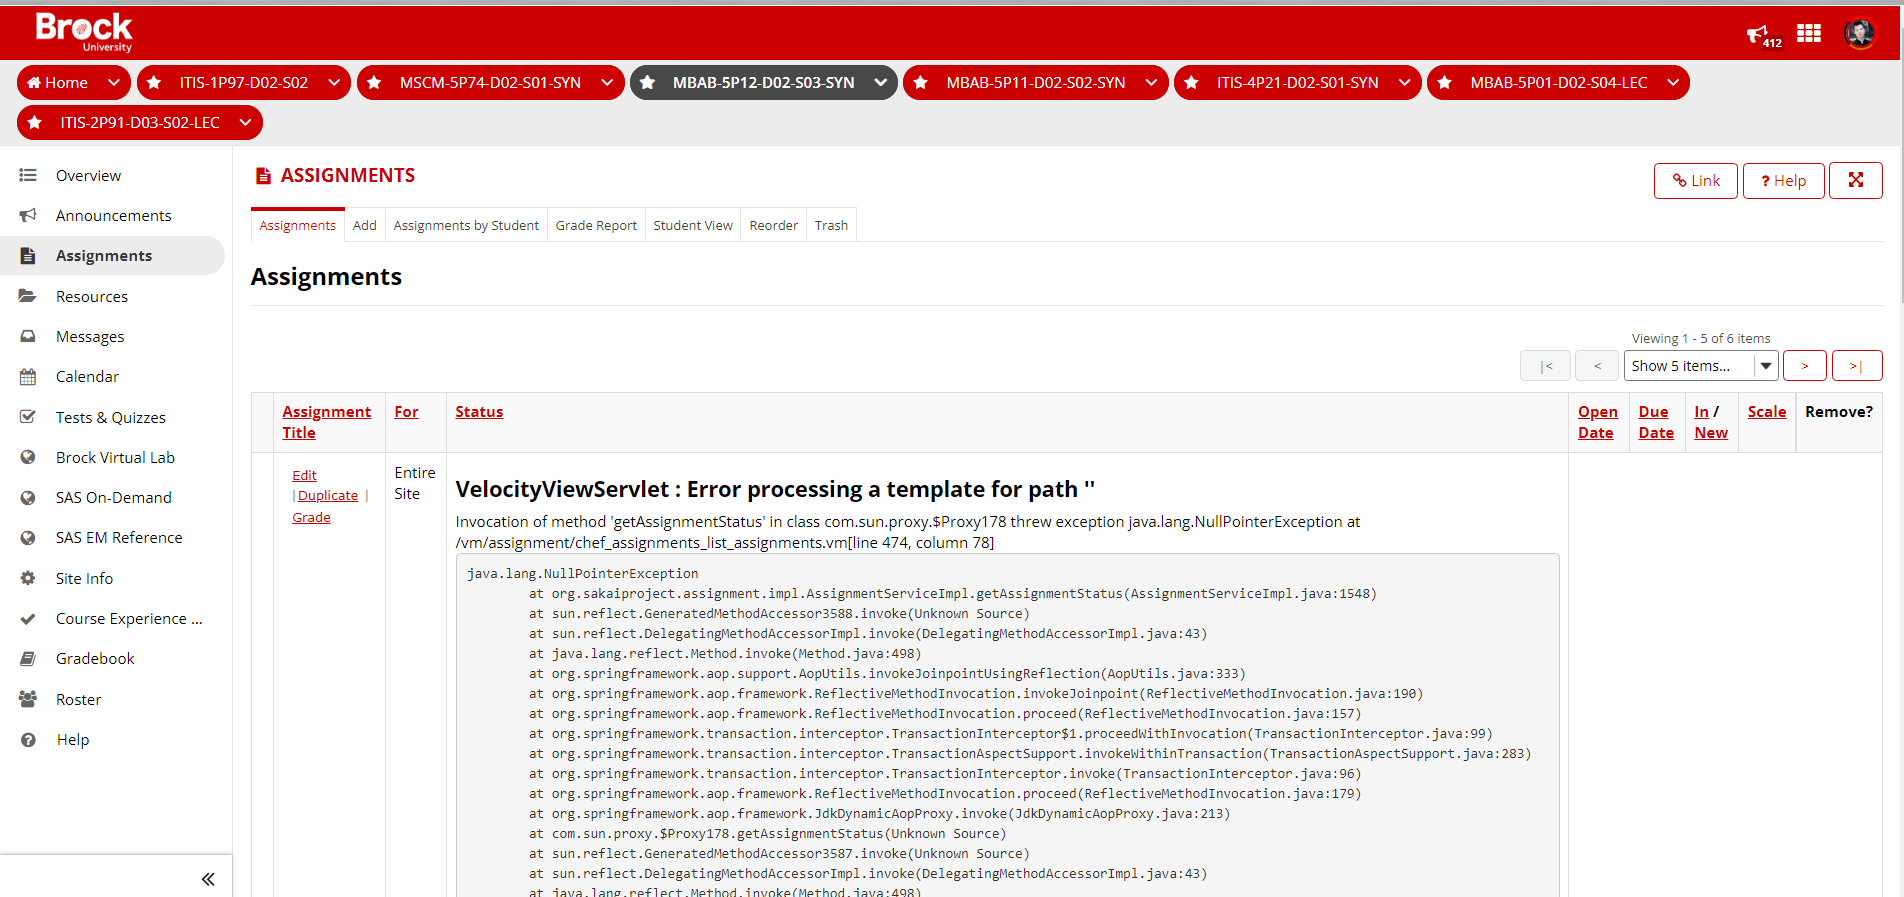 Brock
University
412
Home
ITIS-1P97-D02-S02
MSCM-5P74-D02-S01-SYN
MBAB-5P12-D02-S03-SYN
MBAB-5P11-D02-S02-SYN
ITIS-4P21-D02-S01-SYN
MBAB-5P01-D02-S04-LEC
ITIS-2P91-D03-S02-LEC
Overview
Announcements
Assignments
Resources
Messages
Calendar
Tests & Quizzes
Brock Virtual Lab
SAS On-Demand
SAS EM Reference
Site Info
Course Experience ...
Gradebook
Roster
Help
ASSIGNMENTS
Link
? Help
Assignments
Add
Assignments by Student
Grade Report
Student View
Reorder
Trash
Assignments
Viewing 1 - 5 of 6 items
|<
<
Show 5 items...
>
>|
Assignment Title
For
Status
Open Date
Due Date
In / New
Scale
Remove?
Edit
|Duplicate |
Grade
Entire
Site
VelocityViewServlet : Error processing a template for path ''
Invocation of method 'getAssignmentStatus' in class com.sun.proxy.$Proxy178 threw exception java.lang.NullPointerException at
/vm/assignment/chef_assignments_list_assignments.vm[line 474, column 78]
java.lang.NullPointerException
at org.sakaiproject.assignment.impl.AssignmentServiceImpl.getAssignmentStatus(AssignmentServiceImpl.java:1548)
at sun.reflect.GeneratedMethodAccessor3588.invoke(Unknown Source)
at sun.reflect.DelegatingMethodAccessorImpl.invoke(DelegatingMethodAccessorImpl.java:43)
at java.lang.reflect.Method.invoke(Method.java:498)
at org.springframework.aop.support.AopUtils.invokeJoinpointUsingReflection(AopUtils.java:333)
at org.springframework.aop.framework.ReflectiveMethodInvocation.invokeJoinpoint(ReflectiveMethodInvocation.java:190)
at org.springframework.aop.framework.ReflectiveMethodInvocation.proceed(ReflectiveMethodInvocation.java:157)
at org.springframework.transaction.interceptor.TransactionInterceptor$1.proceedWithInvocation(TransactionInterceptor.java:99)
at org.springframework.transaction.interceptor.TransactionAspectSupport.invokeWithinTransaction(TransactionAspectSupport.java:283)
at org.springframework.transaction.interceptor.TransactionInterceptor.invoke(TransactionInterceptor.java:96)
at org.springframework.aop.framework.ReflectiveMethodInvocation.proceed(ReflectiveMethodInvocation.java:179)
at org.springframework.aop.framework.JdkDynamicAopProxy.invoke(JdkDynamicAopProxy.java:213)
at com.sun.proxy.$Proxy178.getAssignmentStatus(Unknown Source)
at sun.reflect.GeneratedMethodAccessor3587.invoke(Unknown Source)
at sun.reflect.DelegatingMethodAccessorImpl.invoke(DelegatingMethodAccessorImpl.java:43)
at java.lang.reflect.Method.invoke(Method.java:498)